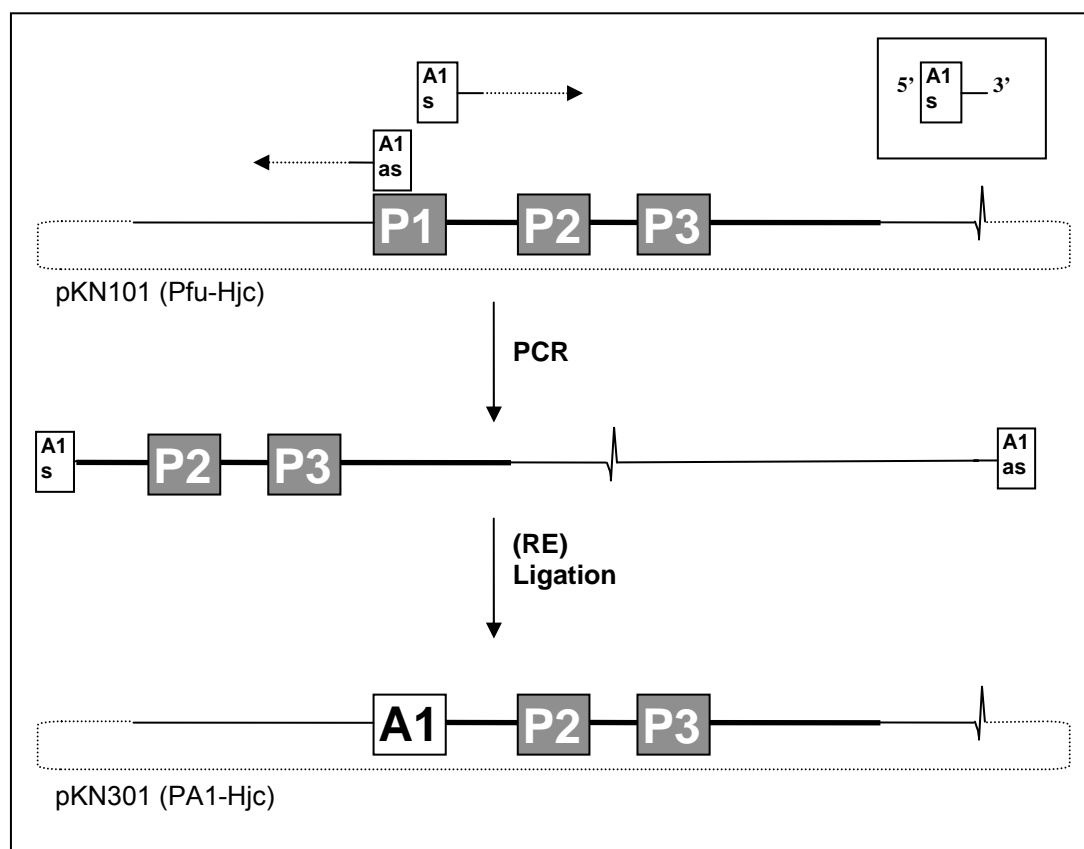 A1
s
5’ A1
s 3’
A1
as
P1 P2 P3
pKN101 (Pfu-Hjc)
PCR
A1
s
P2 P3
A1
as
(RE)
Ligation
A1 P2 P3
pKN301 (PA1-Hjc)